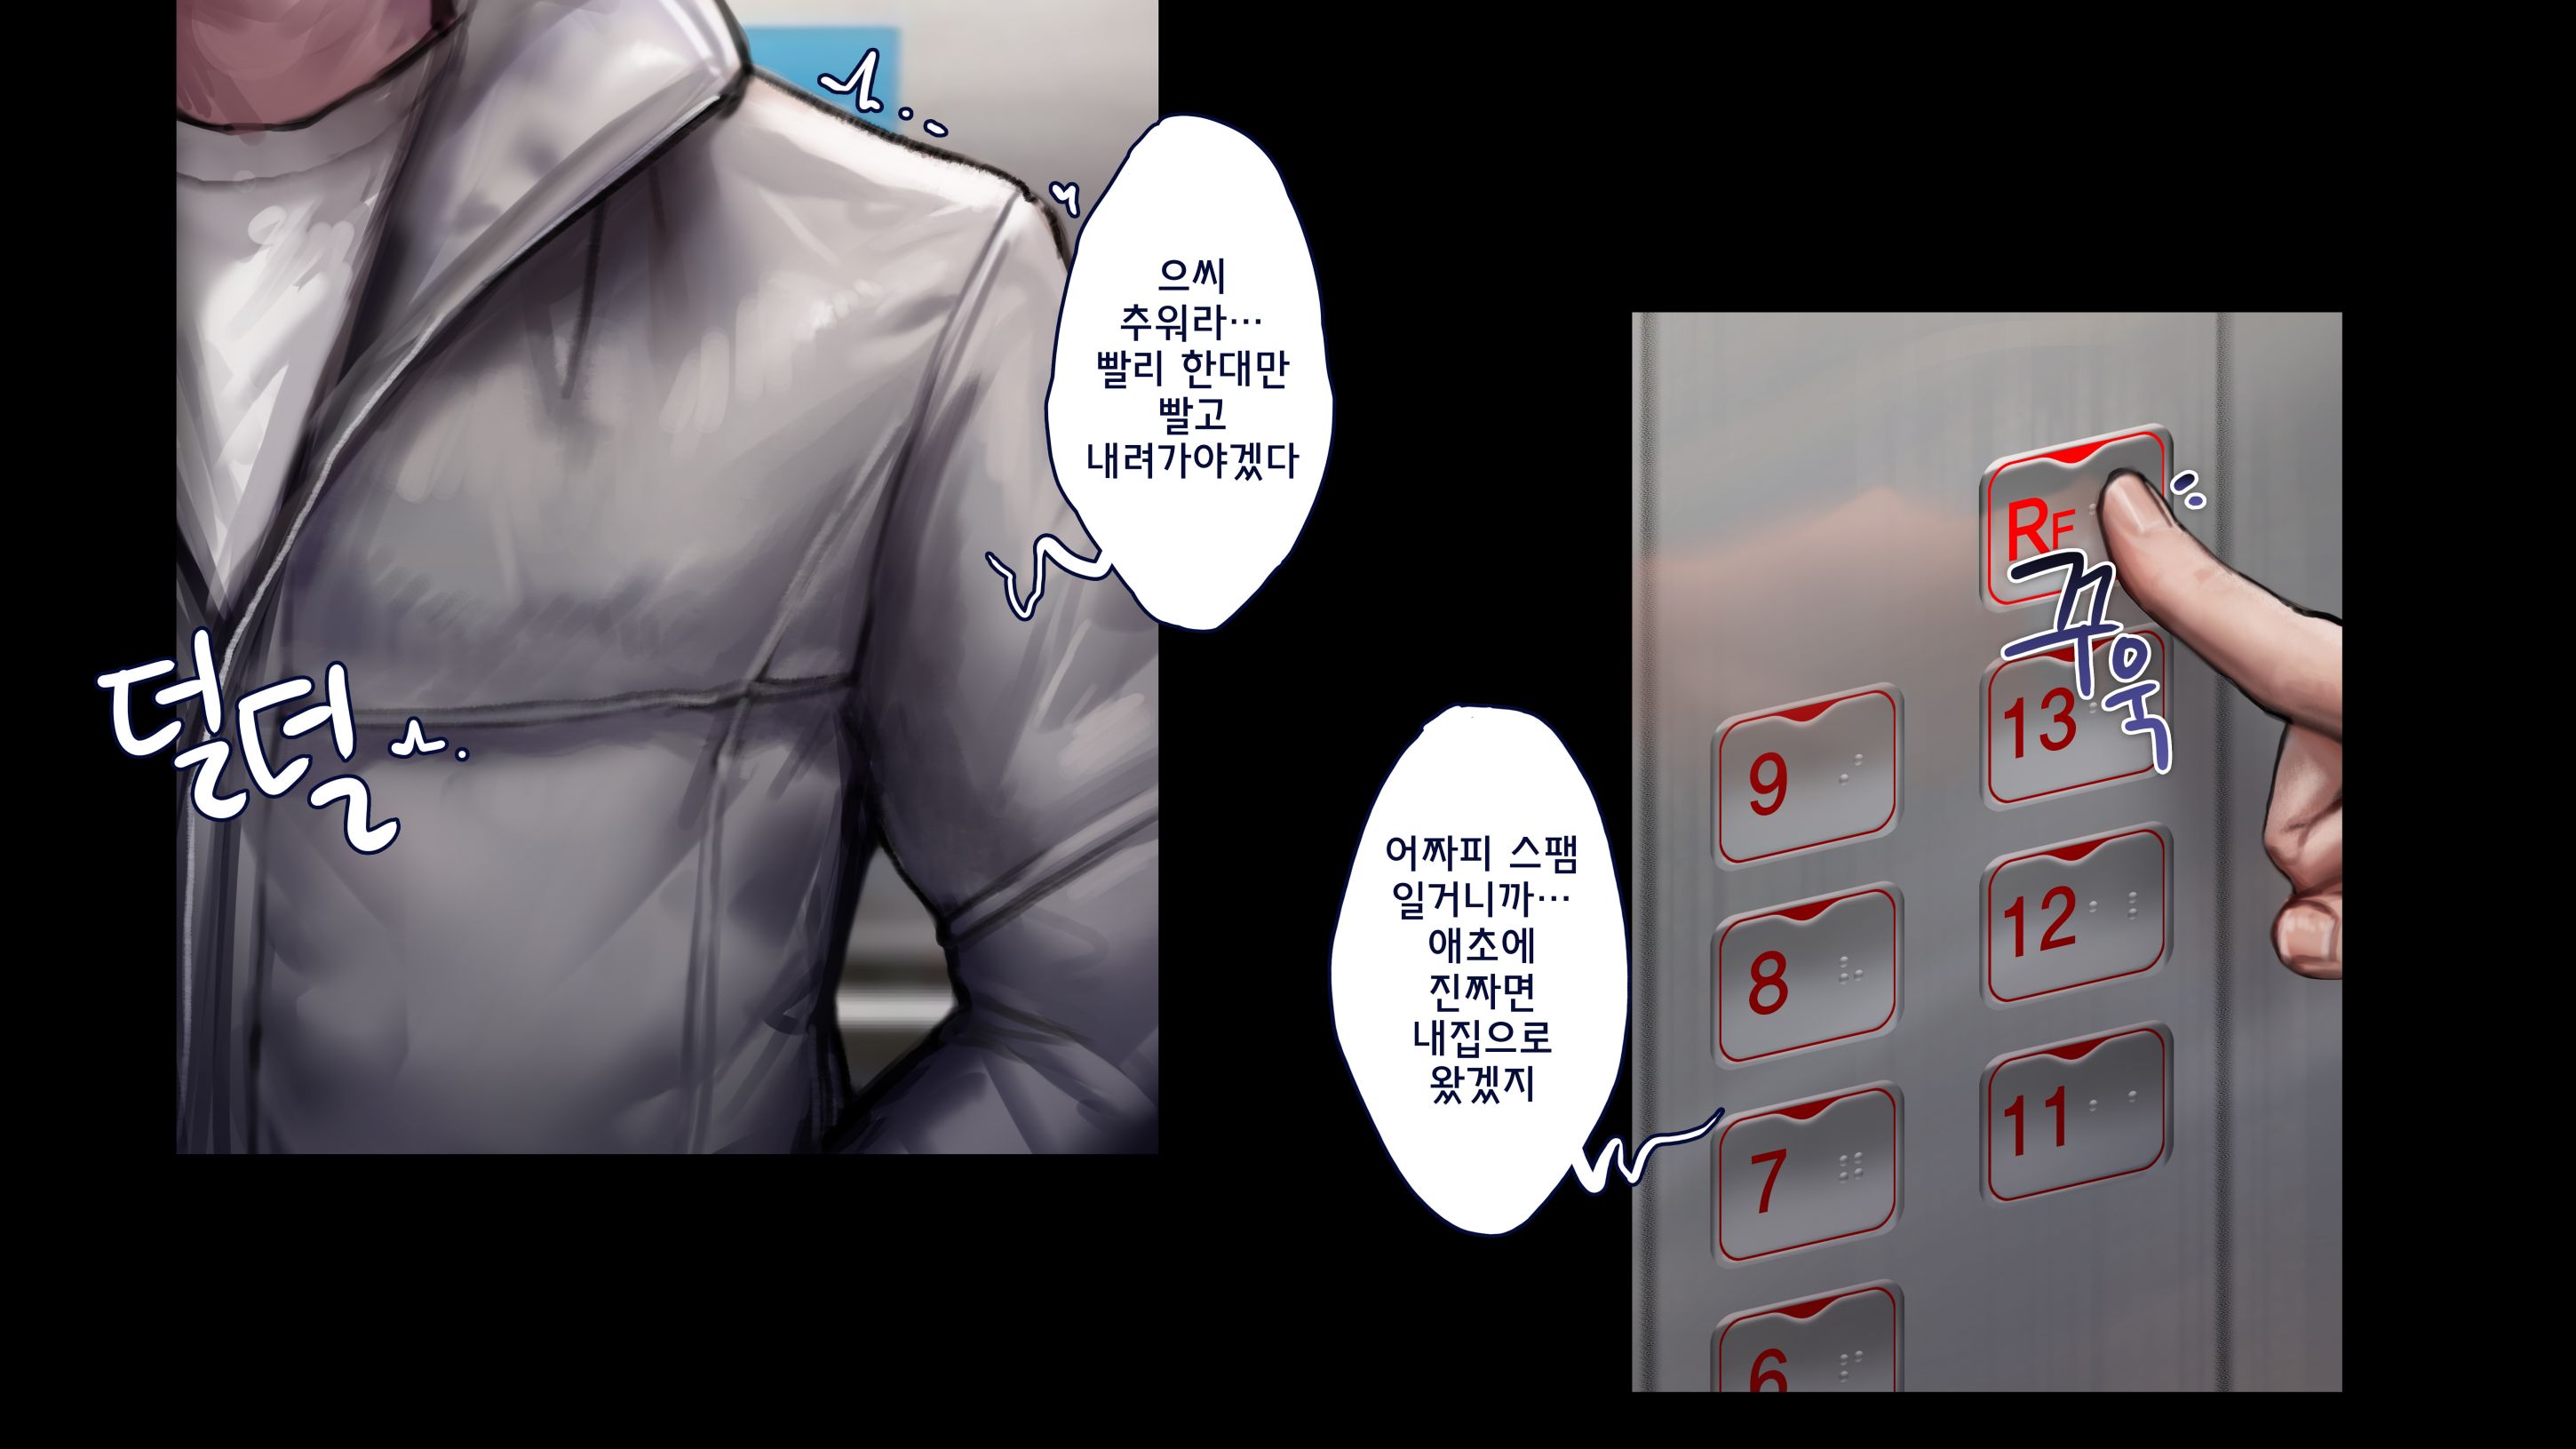 으씨
추워라…
빨리 한대만
빨고
내려가야겠다
덜덜
어짜피 스팸
일거니까…
애초에
진짜면
내집으로
왔겠지
RF
꾸욱
9
13
8
12
7
11
6